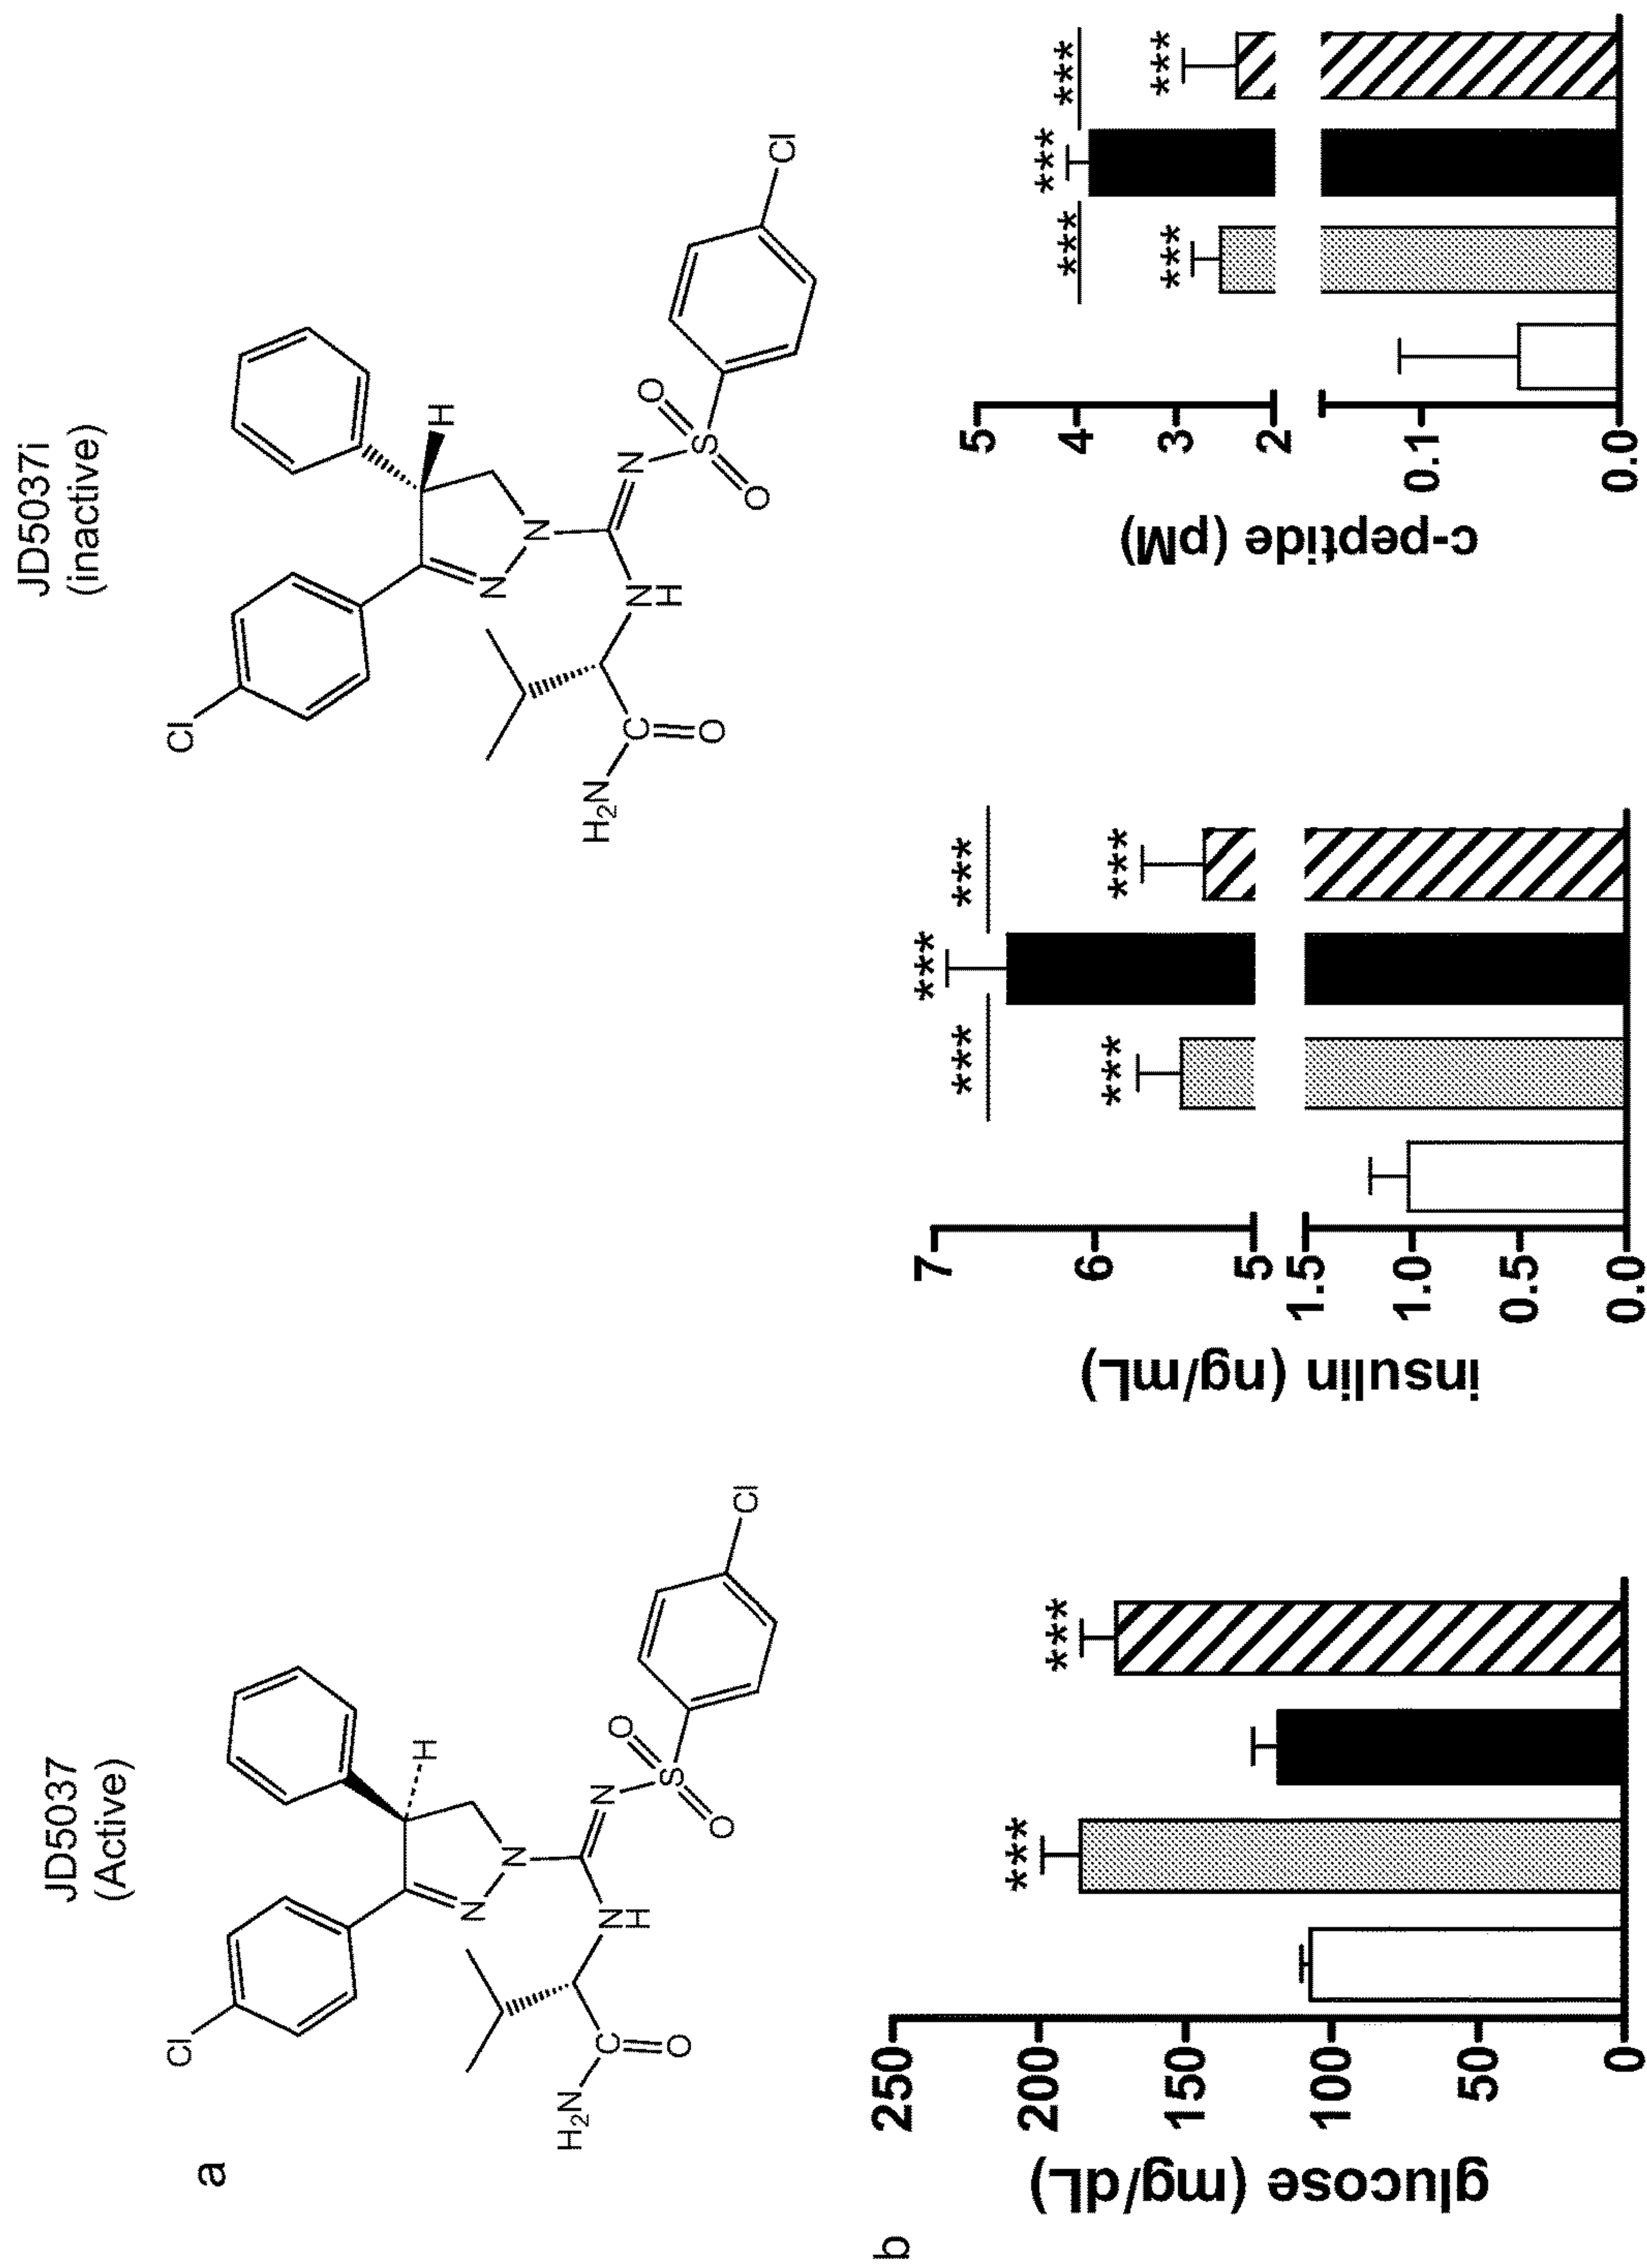 a
JD5037
(Active)
Cl
H
N
N
N
H
N
S
O
O
Cl
H2N
C
O
JD5037i
(inactive)
Cl
H
N
N
N
H
N
S
O
O
Cl
H2N
C
O
b
glucose (mg/dL)
250
200
150
100
50
0
***
***
insulin (ng/mL)
7
6
5
1.5
1.0
0.5
0.0
***
***
***
***
***
c-peptide (pM)
5
4
3
2
0.1
0.0
***
***
***
***
***